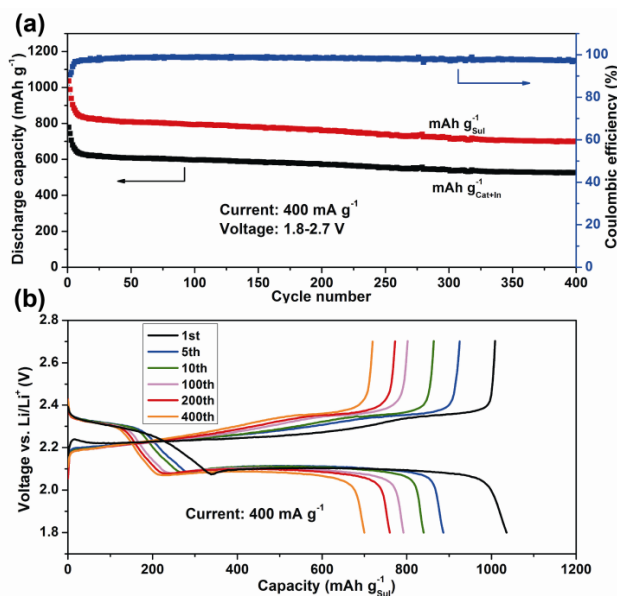 (a)
Discharge capacity (mAh g⁻¹)
1200
1000
800
600
400
200
0
Coulombic efficiency (%)
100
80
60
40
20
0
mAh g⁻¹Sul
mAh g⁻¹Cat+In
Current: 400 mA g⁻¹
Voltage: 1.8-2.7 V
0 50 100 150 200 250 300 350 400
Cycle number
(b)
Voltage vs. Li/Li⁺ (V)
2.8
2.6
2.4
2.2
2.0
1.8
1st
5th
10th
100th
200th
400th
Current: 400 mA g⁻¹
0 200 400 600 800 1000 1200
Capacity (mAh g⁻¹Sul)